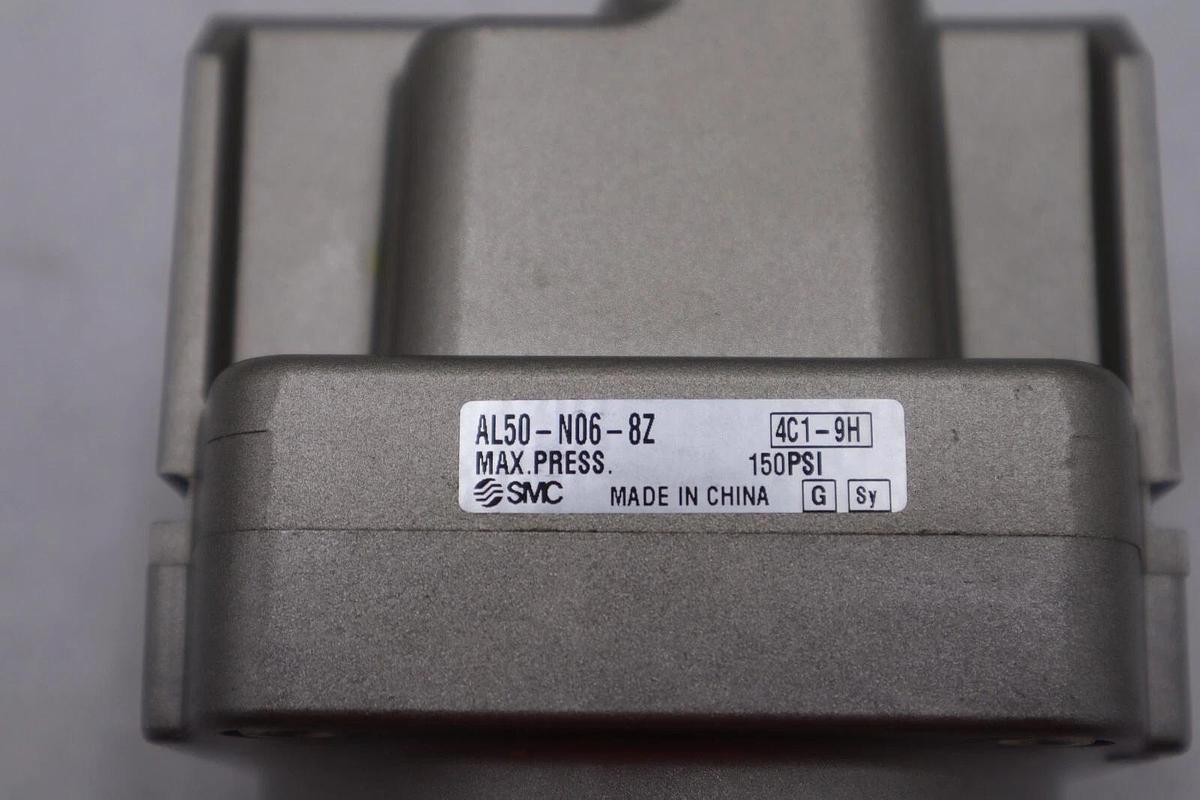 AL50-N06-8Z 4C1-9H
MAX.PRESS. 150PSI
SMC MADE IN CHINA G Sy